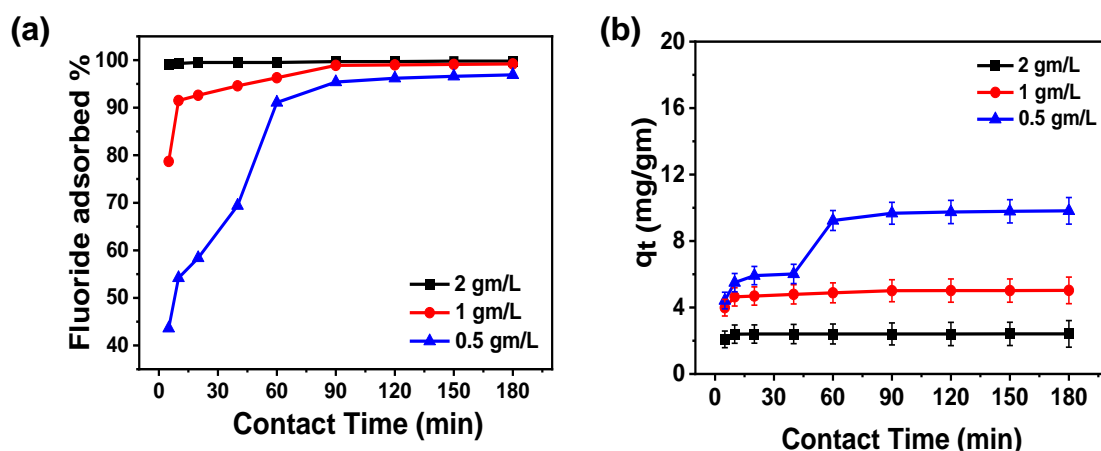 (a)
Fluoride adsorbed %
100
90
80
70
60
50
40
2 gm/L
1 gm/L
0.5 gm/L
0 30 60 90 120 150 180
Contact Time (min)
(b)
qt (mg/gm)
20
16
12
8
4
0
2 gm/L
1 gm/L
0.5 gm/L
0 30 60 90 120 150 180
Contact Time (min)